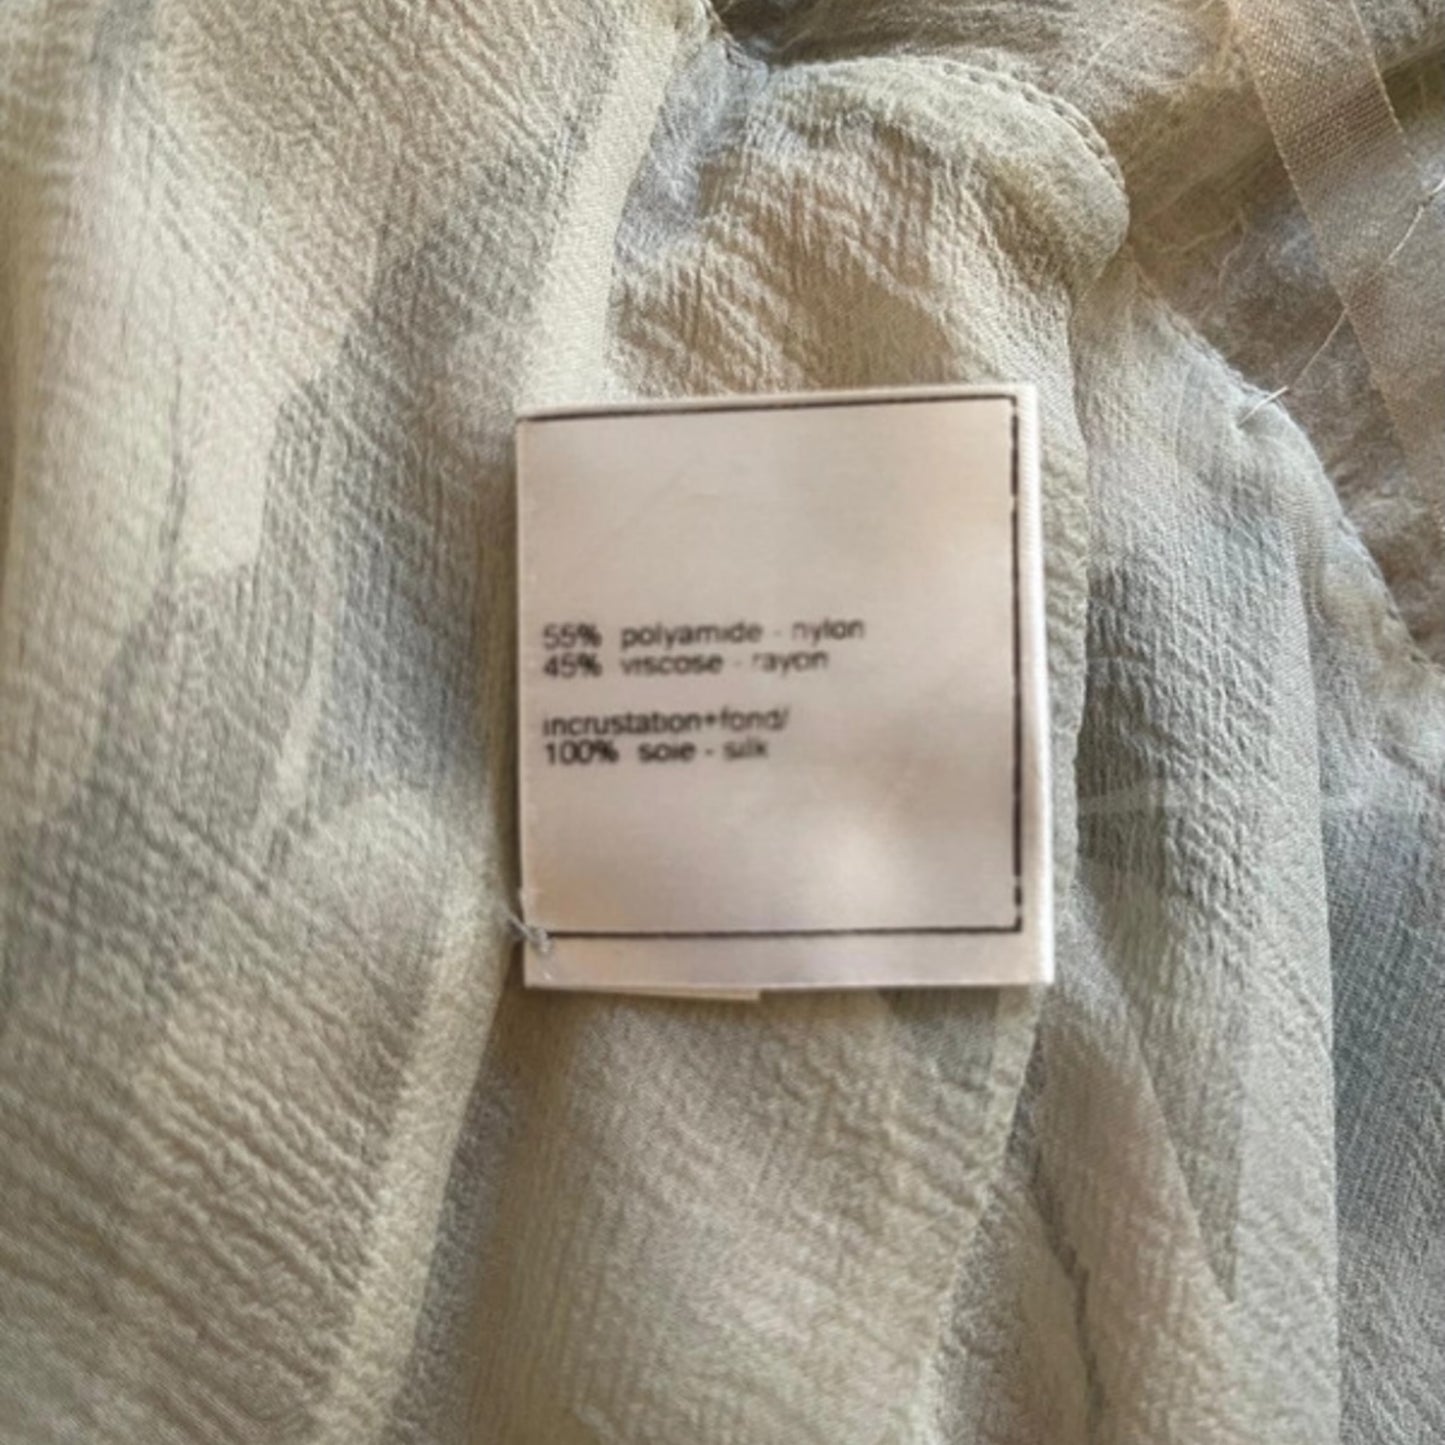 55% polyamide - nylon
45% viscose - rayon
incrustation+fond/
100% soie - silk